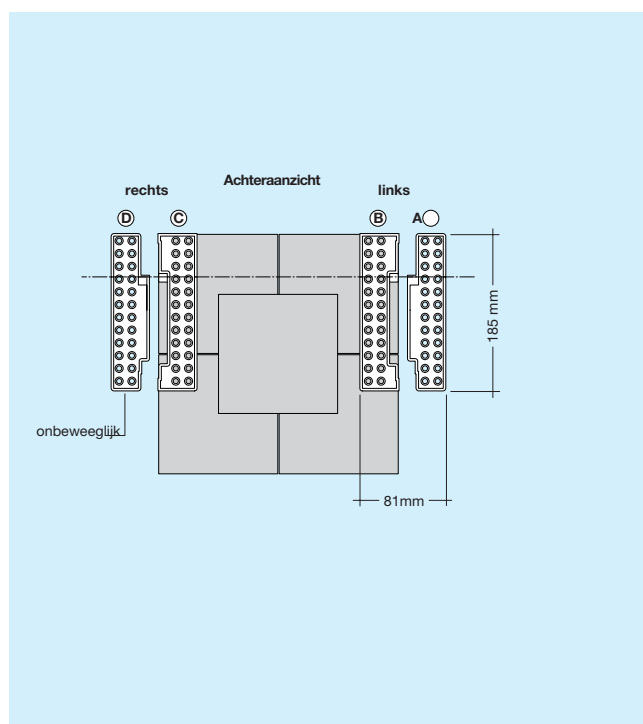 Achteraanzicht
rechts links
D C B A
185 mm
onbeweeglijk
81mm